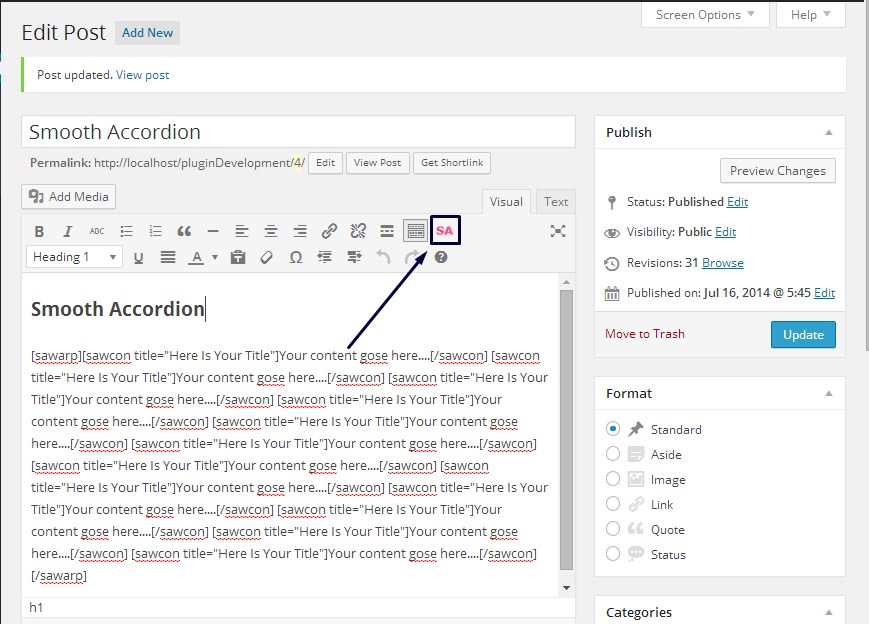 Screen Options
Help
Edit Post
Add New
Post updated. View post
Smooth Accordion
Permalink: http://localhost/pluginDevelopment/4/ Edit View Post Get Shortlink
Add Media
Visual Text
B I ABC SA
Heading 1 U A Ω
Smooth Accordion
[sawarp][sawcon title="Here Is Your Title"]Your content gose here....[/sawcon] [sawcon
title="Here Is Your Title"]Your content gose here....[/sawcon] [sawcon title="Here Is Your
Title"]Your content gose here....[/sawcon] [sawcon title="Here Is Your Title"]Your
content gose here....[/sawcon] [sawcon title="Here Is Your Title"]Your content gose
here....[/sawcon] [sawcon title="Here Is Your Title"]Your content gose here....[/sawcon]
[sawcon title="Here Is Your Title"]Your content gose here....[/sawcon] [sawcon
title="Here Is Your Title"]Your content gose here....[/sawcon] [sawcon title="Here Is Your
Title"]Your content gose here....[/sawcon] [sawcon title="Here Is Your Title"]Your
content gose here....[/sawcon] [sawcon title="Here Is Your Title"]Your content gose
here....[/sawcon] [sawcon title="Here Is Your Title"]Your content gose here....[/sawcon]
[/sawarp]
h1
Publish
Preview Changes
Status: Published Edit
Visibility: Public Edit
Revisions: 31 Browse
Published on: Jul 16, 2014 @ 5:45 Edit
Move to Trash
Update
Format
Standard
Aside
Image
Link
Quote
Status
Categories